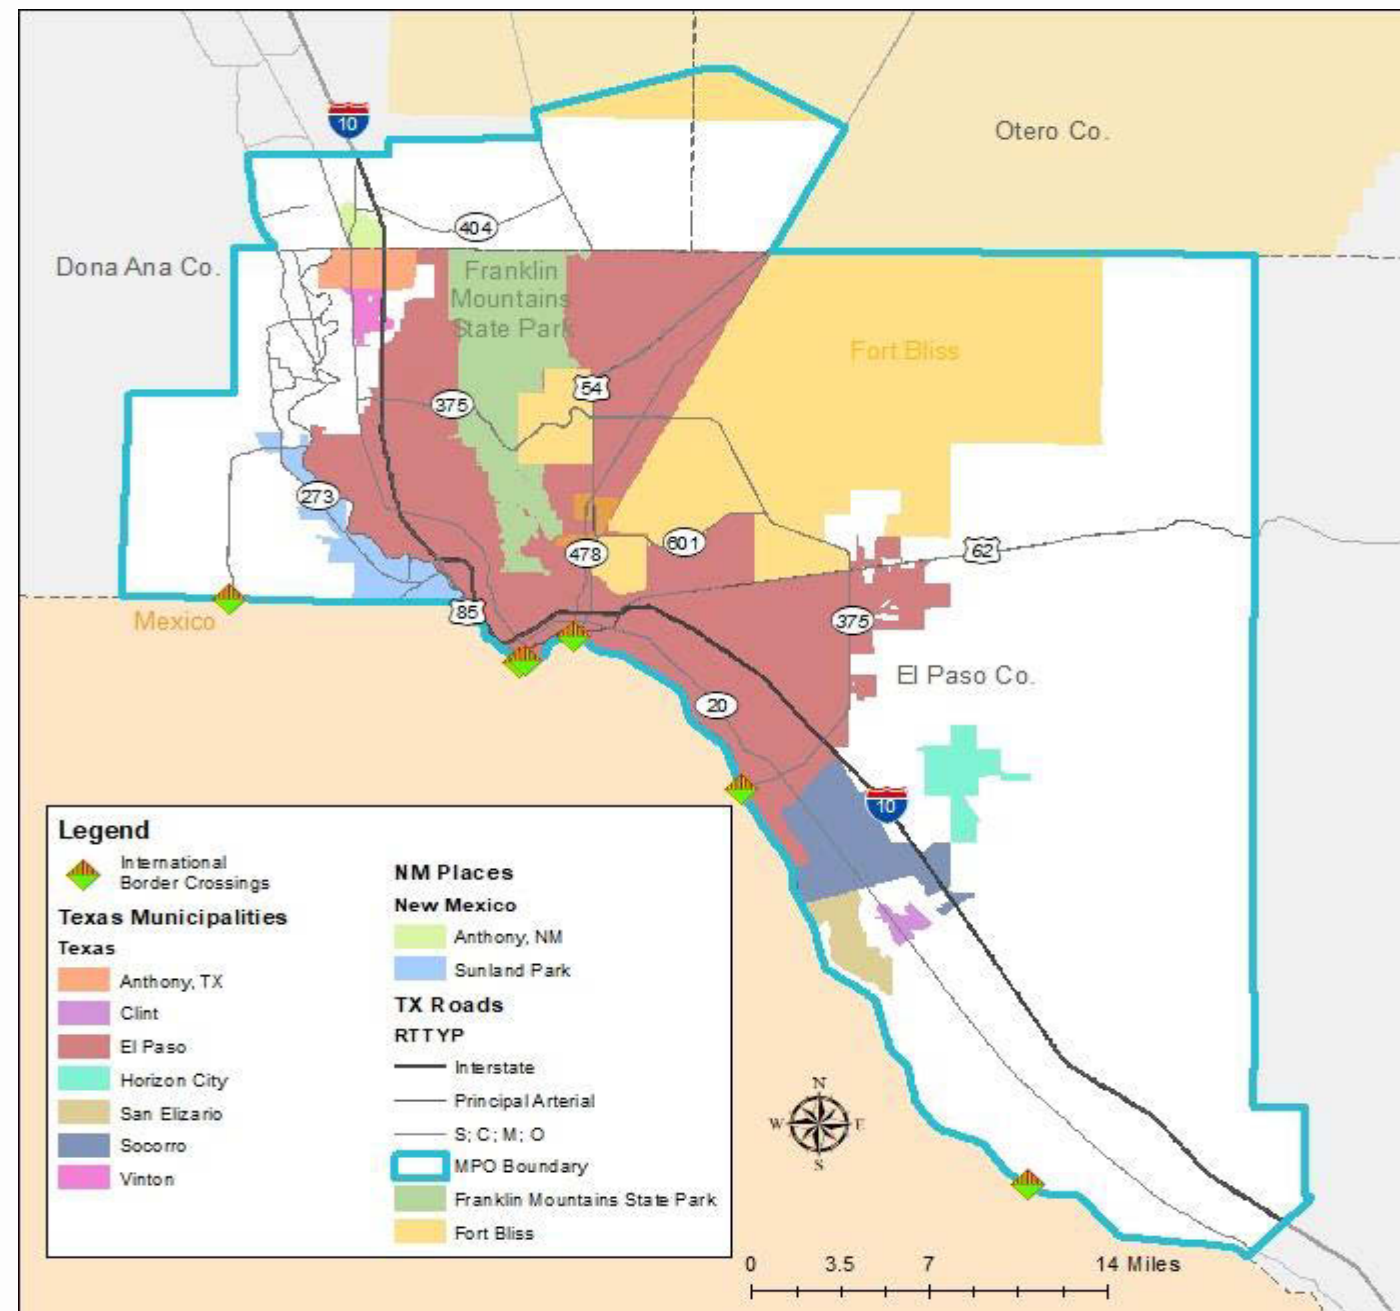 10
Otero Co.
404
Dona Ana Co.
Franklin
Mountains
State Park
Fort Bliss
54
375
273
478
601
62
85
375
Mexico
El Paso Co.
20
10
Legend
International
Border Crossings
Texas Municipalities
Texas
Anthony, TX
Clint
El Paso
Horizon City
San Elizario
Socorro
Vinton
NM Places
New Mexico
Anthony, NM
Sunland Park
TX Roads
RTTYP
Interstate
Principal Arterial
S; C; M; O
MPO Boundary
Franklin Mountains State Park
Fort Bliss
N
W E
S
0 3.5 7 14 Miles